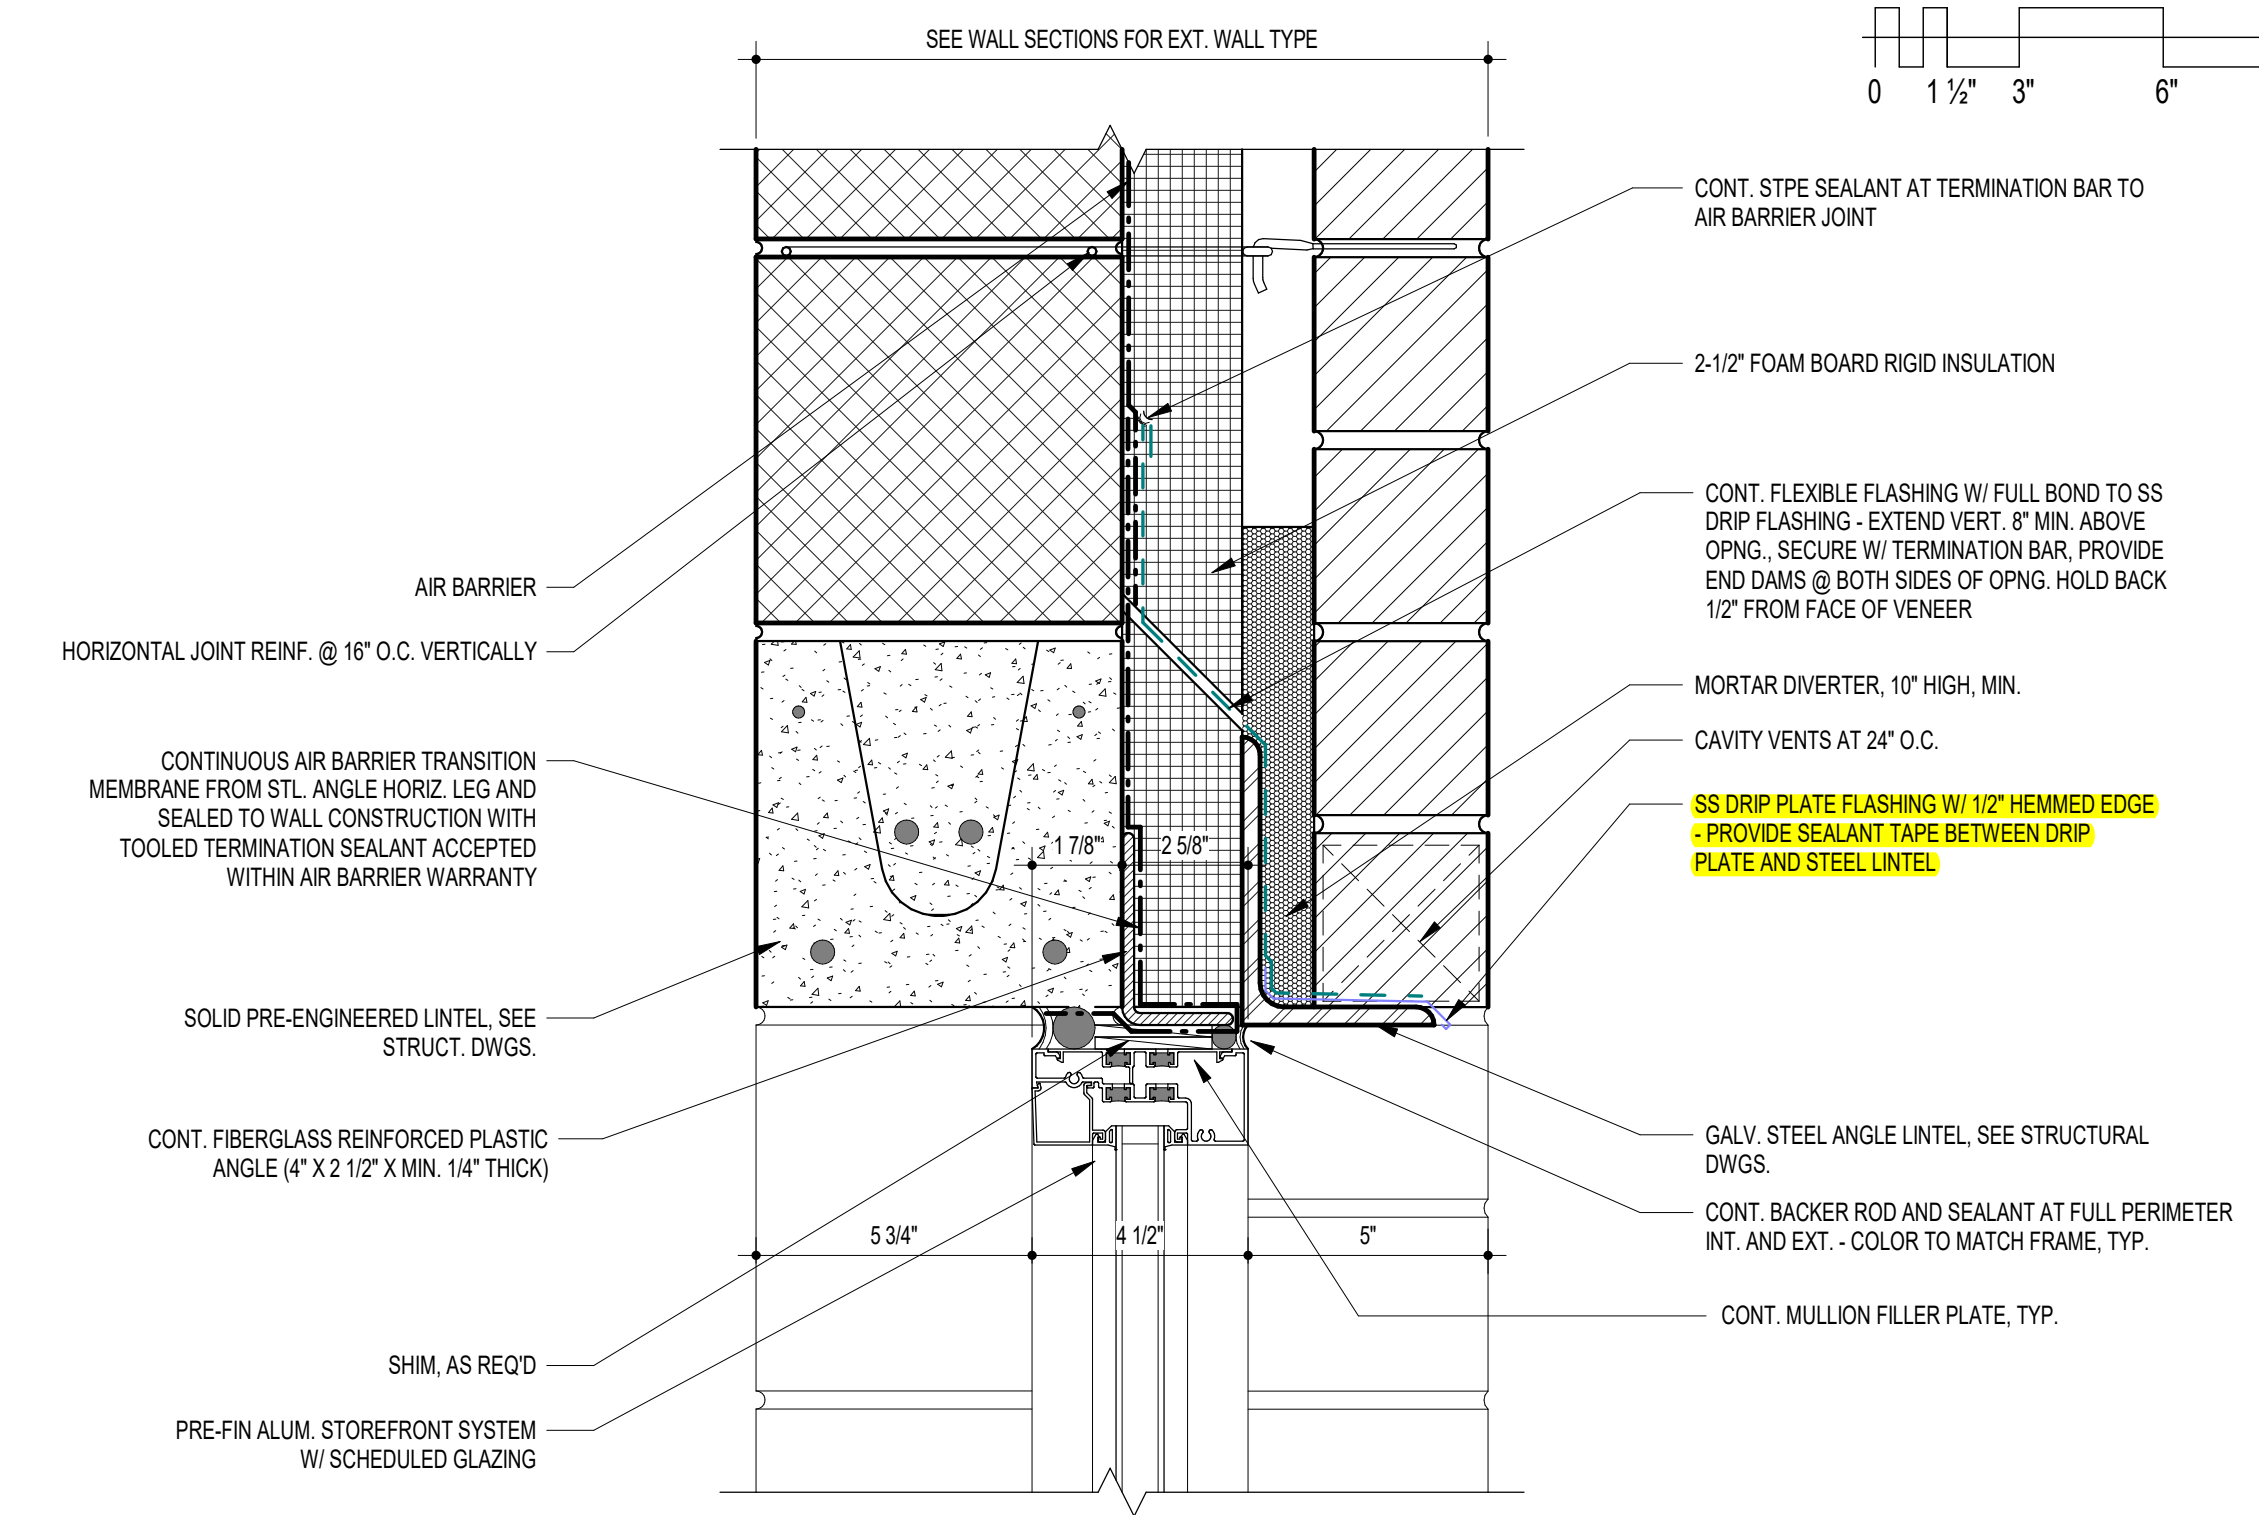 SEE WALL SECTIONS FOR EXT. WALL TYPE
0 1 ½" 3" 6"
CONT. STPE SEALANT AT TERMINATION BAR TO
AIR BARRIER JOINT
2-1/2" FOAM BOARD RIGID INSULATION
CONT. FLEXIBLE FLASHING W/ FULL BOND TO SS
DRIP FLASHING - EXTEND VERT. 8" MIN. ABOVE
OPNG., SECURE W/ TERMINATION BAR, PROVIDE
END DAMS @ BOTH SIDES OF OPNG. HOLD BACK
1/2" FROM FACE OF VENEER
MORTAR DIVERTER, 10" HIGH, MIN.
CAVITY VENTS AT 24" O.C.
SS DRIP PLATE FLASHING W/ 1/2" HEMMED EDGE
- PROVIDE SEALANT TAPE BETWEEN DRIP
PLATE AND STEEL LINTEL
GALV. STEEL ANGLE LINTEL, SEE STRUCTURAL
DWGS.
CONT. BACKER ROD AND SEALANT AT FULL PERIMETER
INT. AND EXT. - COLOR TO MATCH FRAME, TYP.
CONT. MULLION FILLER PLATE, TYP.
AIR BARRIER
HORIZONTAL JOINT REINF. @ 16" O.C. VERTICALLY
CONTINUOUS AIR BARRIER TRANSITION
MEMBRANE FROM STL. ANGLE HORIZ. LEG AND
SEALED TO WALL CONSTRUCTION WITH
TOOLED TERMINATION SEALANT ACCEPTED
WITHIN AIR BARRIER WARRANTY
SOLID PRE-ENGINEERED LINTEL, SEE
STRUCT. DWGS.
CONT. FIBERGLASS REINFORCED PLASTIC
ANGLE (4" X 2 1/2" X MIN. 1/4" THICK)
SHIM, AS REQ'D
PRE-FIN ALUM. STOREFRONT SYSTEM
W/ SCHEDULED GLAZING
1 7/8" 2 5/8"
5 3/4" 4 1/2" 5"